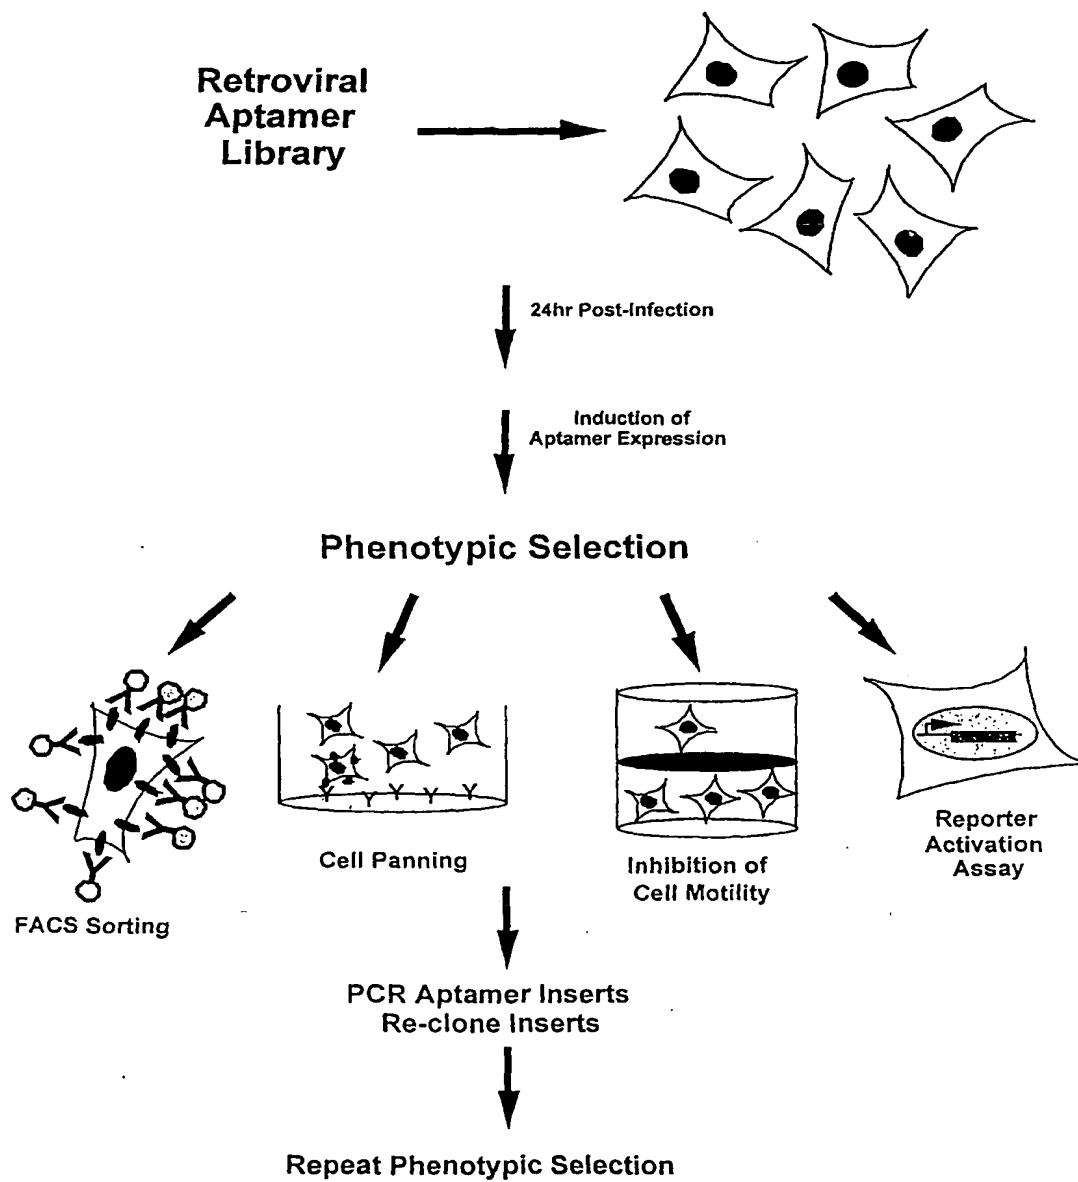 Retroviral
Aptamer
Library
24hr Post-Infection
Induction of
Aptamer Expression
Phenotypic Selection
FACS Sorting
Cell Panning
Inhibition of
Cell Motility
Reporter
Activation
Assay
PCR Aptamer Inserts
Re-clone Inserts
Repeat Phenotypic Selection